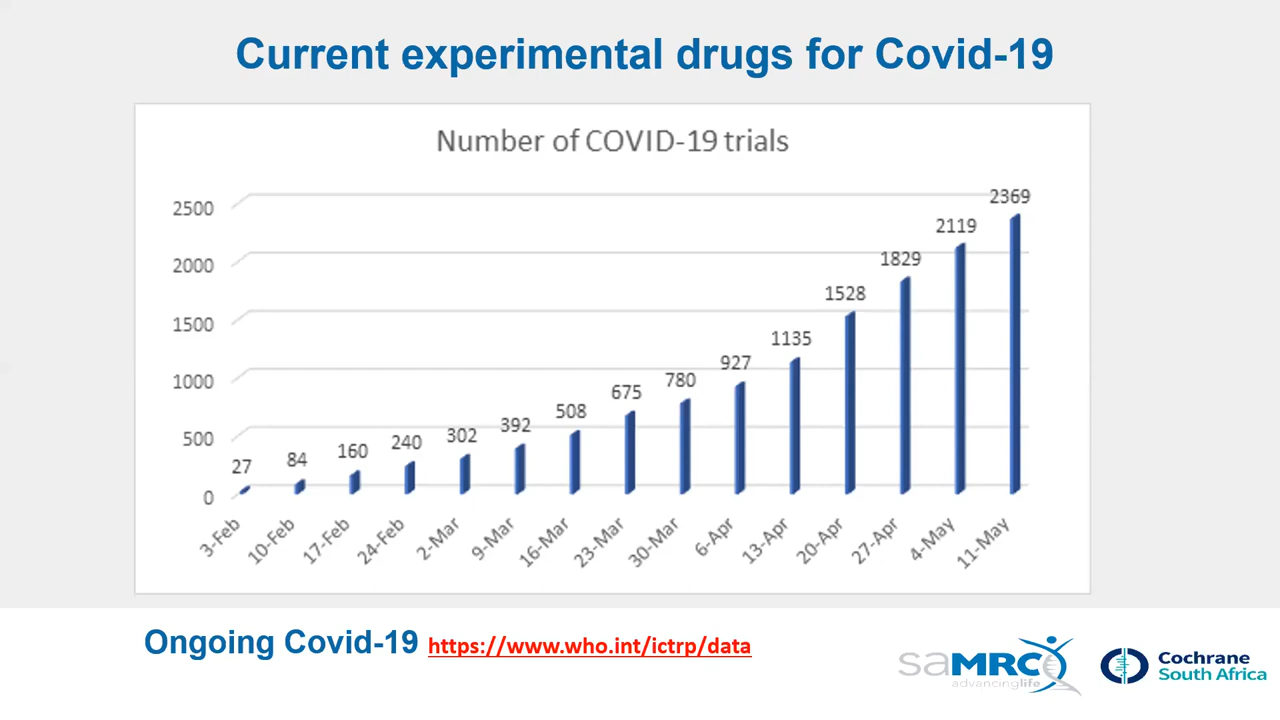 Current experimental drugs for Covid-19
Number of COVID-19 trials
2500
2000
1500
1000
500
0
27
84
160
240
302
392
508
675
780
927
1135
1528
1829
2119
2369
3-Feb
10-Feb
17-Feb
24-Feb
2-Mar
9-Mar
16-Mar
23-Mar
30-Mar
6-Apr
13-Apr
20-Apr
27-Apr
4-May
11-May
Ongoing Covid-19 https://www.who.int/ictrp/data
saMRC
advancinglife
Cochrane
South Africa